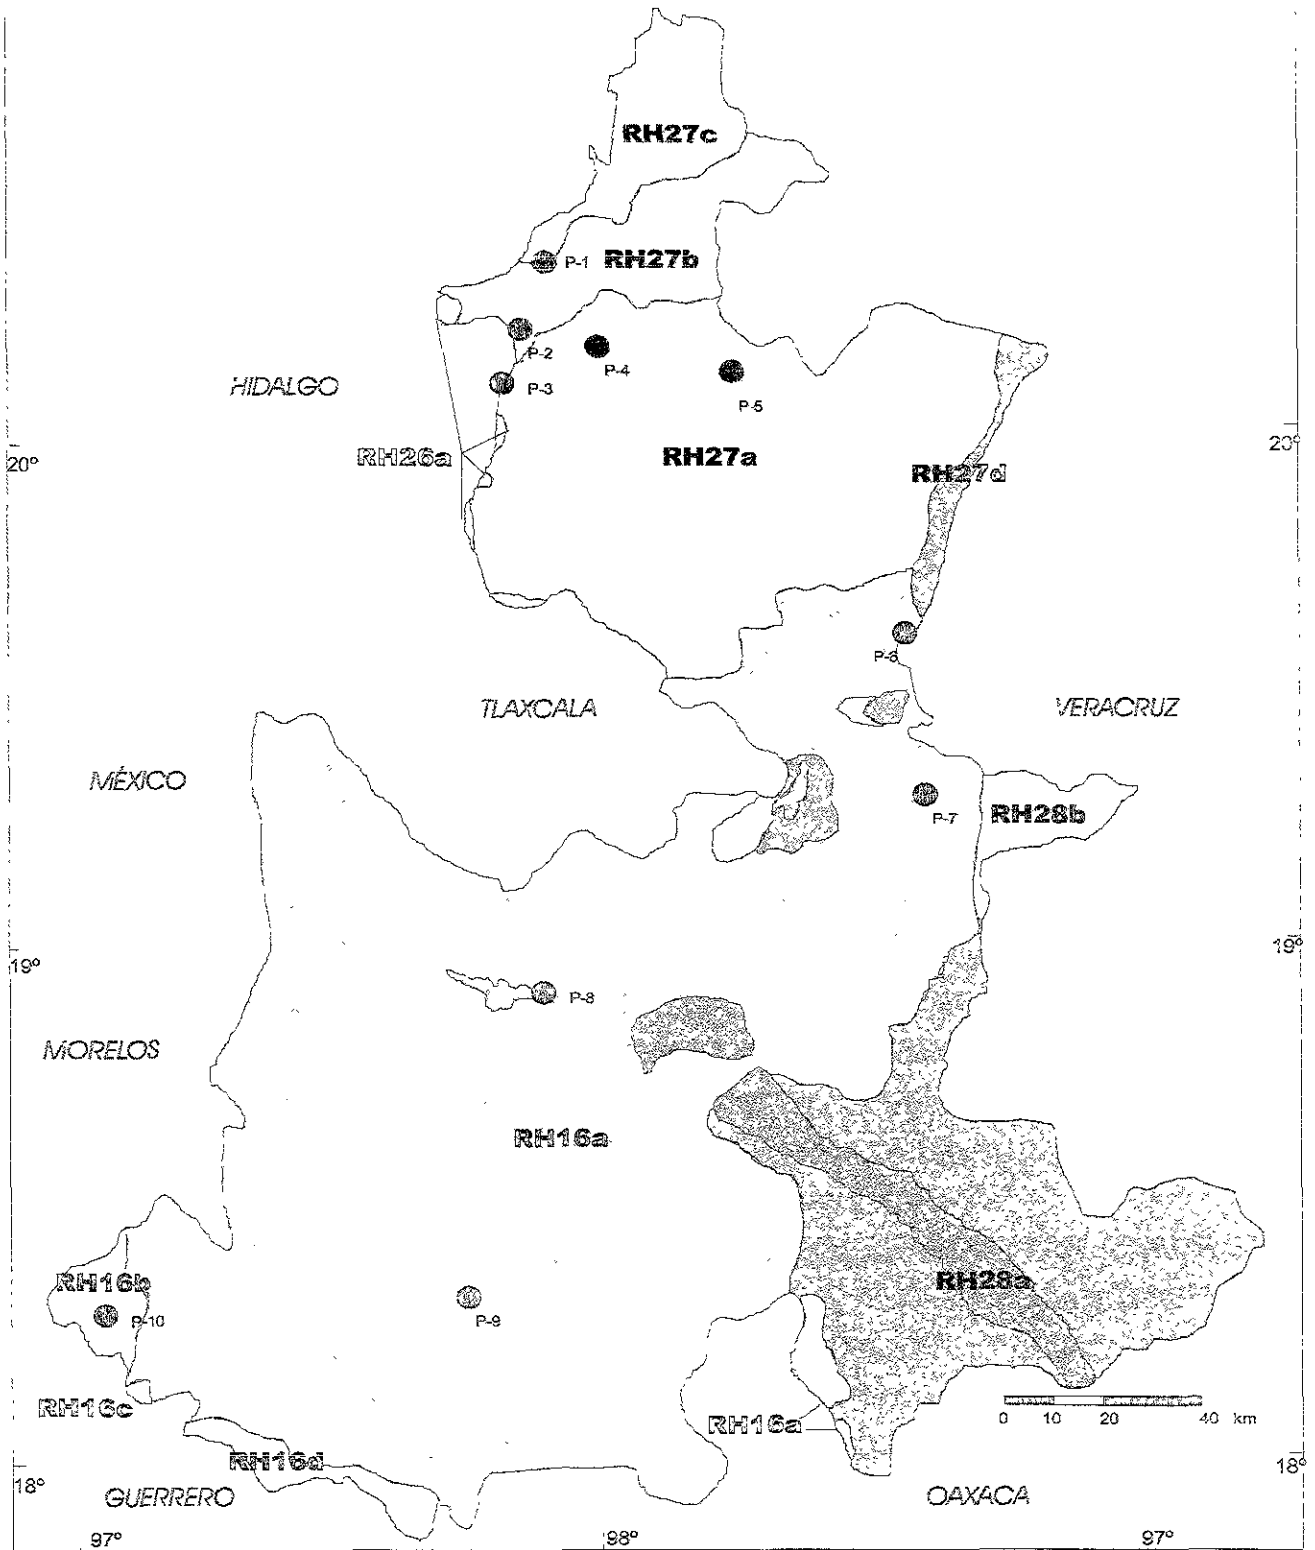 RH27c
P-1
RH27b
P-2
P-4
P-3
P-5
HIDALGO
RH26a
RH27a
RH27d
20°
20°
P-6
TLAXCALA
VERACRUZ
MÉXICO
P-7
RH28b
19°
19°
P-8
MORELOS
RH16a
RH28a
RH16b
P-10
P-9
RH16c
RH16a
0 10 20 40 km
RH16d
18°
18°
GUERRERO
OAXACA
97°
98°
97°